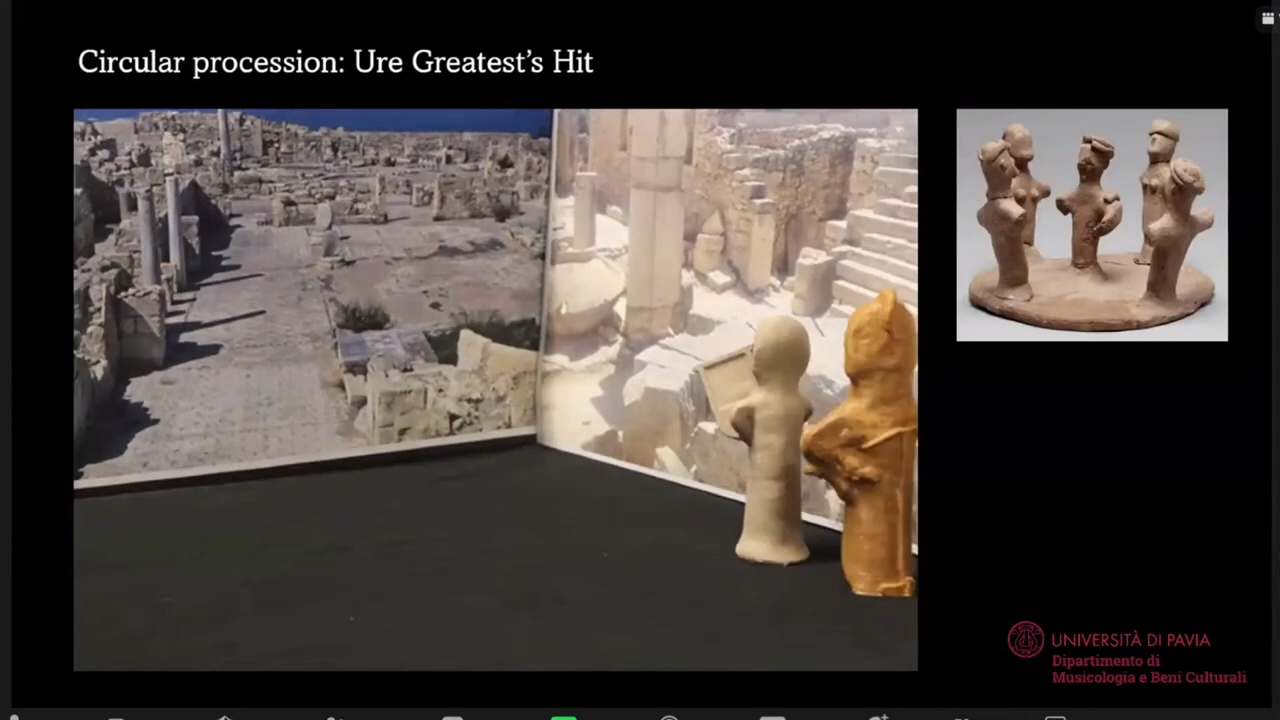 Circular procession: Ure Greatest's Hit
UNIVERSITÀ DI PAVIA
Dipartimento di
Musicologia e Beni Culturali